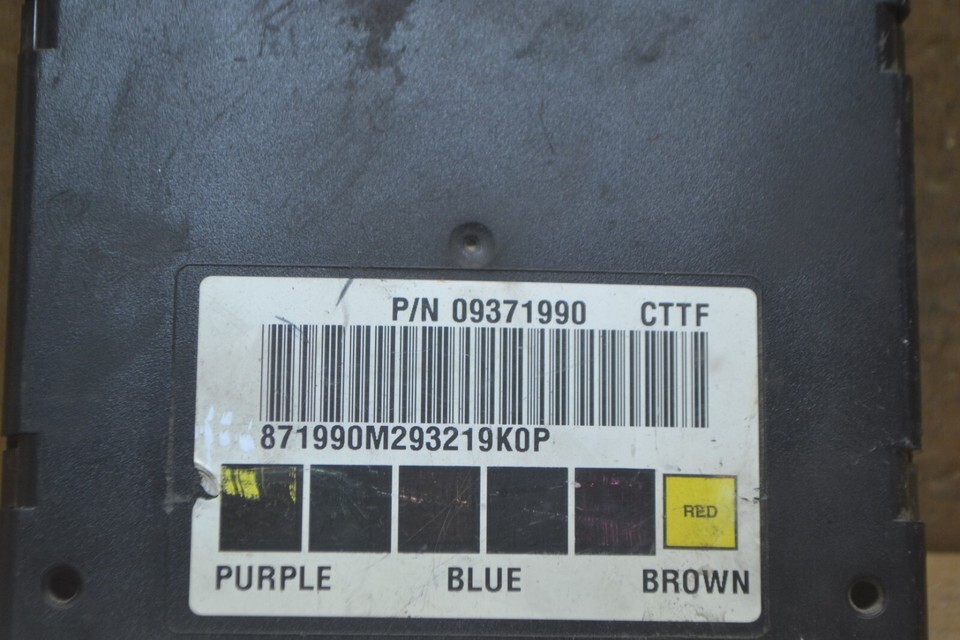 P/N 09371990 CTTF
871990M293219K0P
RED
PURPLE BLUE BROWN